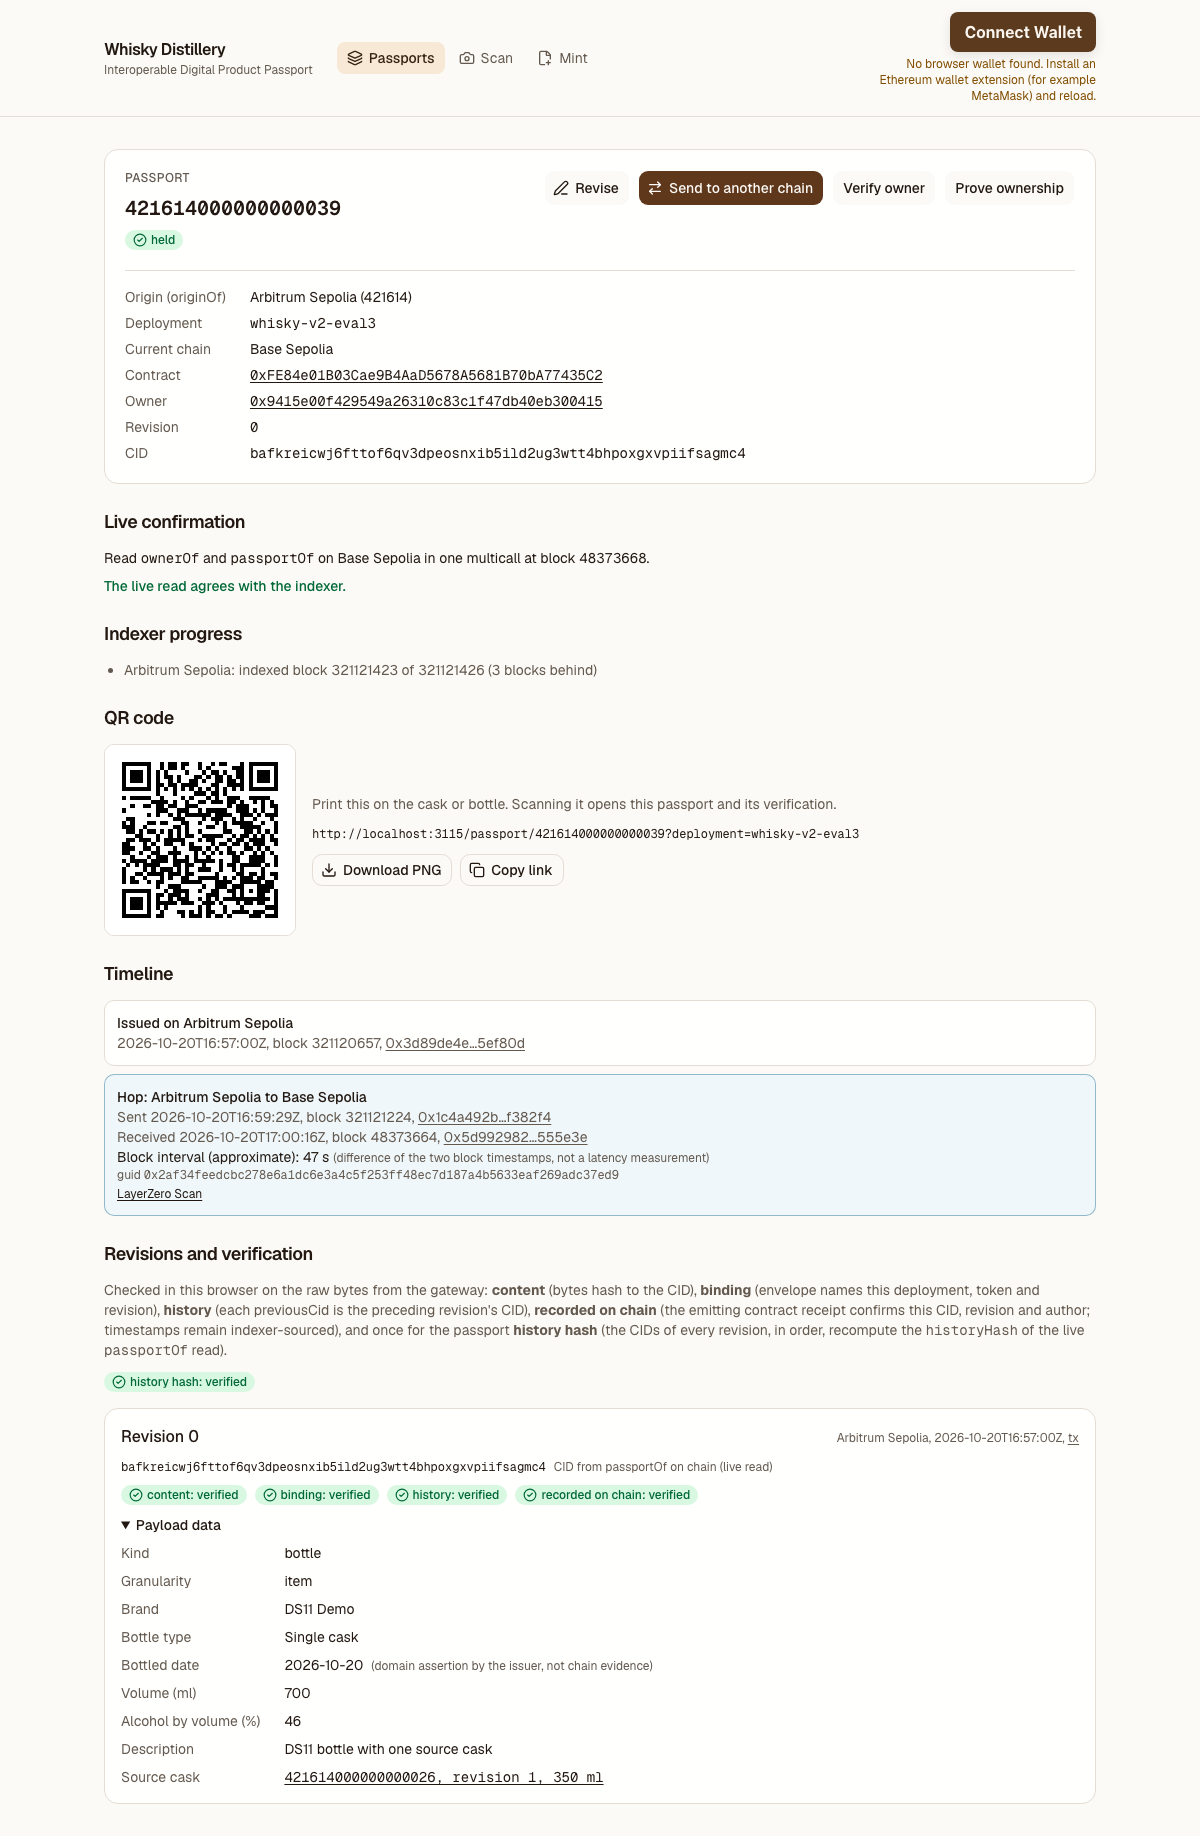 Whisky Distillery
Interoperable Digital Product Passport
Passports
Scan
Mint
Connect Wallet
No browser wallet found. Install an
Ethereum wallet extension (for example
MetaMask) and reload.
PASSPORT
421614000000000039
held
Revise
Send to another chain
Verify owner
Prove ownership
Origin (originOf) Arbitrum Sepolia (421614)
Deployment whisky-v2-eval3
Current chain Base Sepolia
Contract 0xFE84e01B03Cae9B4AaD5678A5681B70bA77435C2
Owner 0x9415e00f429549a26310c83c1f47db40eb300415
Revision 0
CID bafkreicwj6fttof6qv3dpeosnxib5ild2ug3wtt4bhpoxgxvpiifsagmc4
Live confirmation
Read ownerOf and passportOf on Base Sepolia in one multicall at block 48373668.
The live read agrees with the indexer.
Indexer progress
Arbitrum Sepolia: indexed block 321121423 of 321121426 (3 blocks behind)
QR code
Print this on the cask or bottle. Scanning it opens this passport and its verification.
http://localhost:3115/passport/421614000000000039?deployment=whisky-v2-eval3
Download PNG
Copy link
Timeline
Issued on Arbitrum Sepolia
2026-10-20T16:57:00Z, block 321120657, 0x3d89de4e…5ef80d
Hop: Arbitrum Sepolia to Base Sepolia
Sent 2026-10-20T16:59:29Z, block 321121224, 0x1c4a492b…f382f4
Received 2026-10-20T17:00:16Z, block 48373664, 0x5d992982…555e3e
Block interval (approximate): 47 s (difference of the two block timestamps, not a latency measurement)
guid 0x2af34feedcbc278e6a1dc6e3a4c5f253ff48ec7d187a4b5633eaf269adc37ed9
LayerZero Scan
Revisions and verification
Checked in this browser on the raw bytes from the gateway: content (bytes hash to the CID), binding (envelope names this deployment, token and
revision), history (each previousCid is the preceding revision's CID), recorded on chain (the emitting contract receipt confirms this CID, revision and author;
timestamps remain indexer-sourced), and once for the passport history hash (the CIDs of every revision, in order, recompute the historyHash of the live
passportOf read).
history hash: verified
Revision 0
Arbitrum Sepolia, 2026-10-20T16:57:00Z, tx
bafkreicwj6fttof6qv3dpeosnxib5ild2ug3wtt4bhpoxgxvpiifsagmc4 CID from passportOf on chain (live read)
content: verified
binding: verified
history: verified
recorded on chain: verified
Payload data
Kind bottle
Granularity item
Brand DS11 Demo
Bottle type Single cask
Bottled date 2026-10-20 (domain assertion by the issuer, not chain evidence)
Volume (ml) 700
Alcohol by volume (%) 46
Description DS11 bottle with one source cask
Source cask 421614000000000026, revision 1, 350 ml